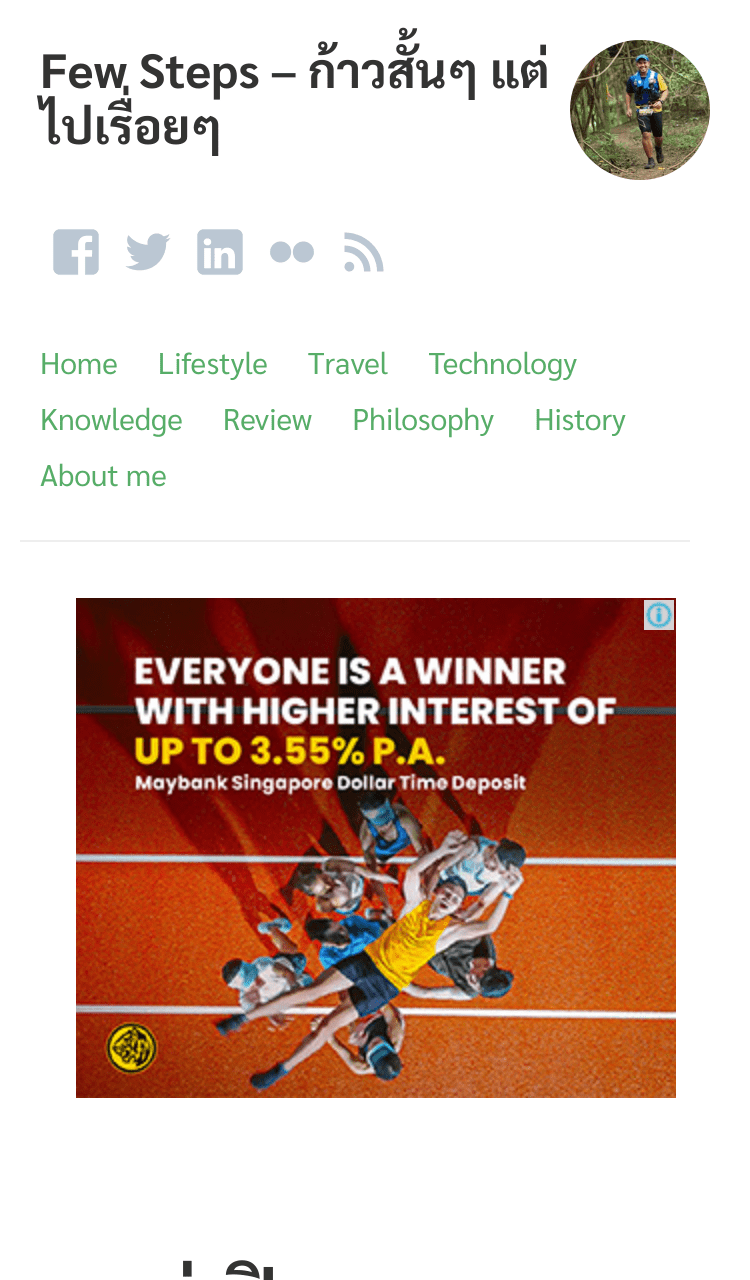 Few Steps – ก้าวสั้นๆ แต่
ไปเรื่อยๆ
Home Lifestyle Travel Technology
Knowledge Review Philosophy History
About me
EVERYONE IS A WINNER
WITH HIGHER INTEREST OF
UP TO 3.55% P.A.
Maybank Singapore Dollar Time Deposit